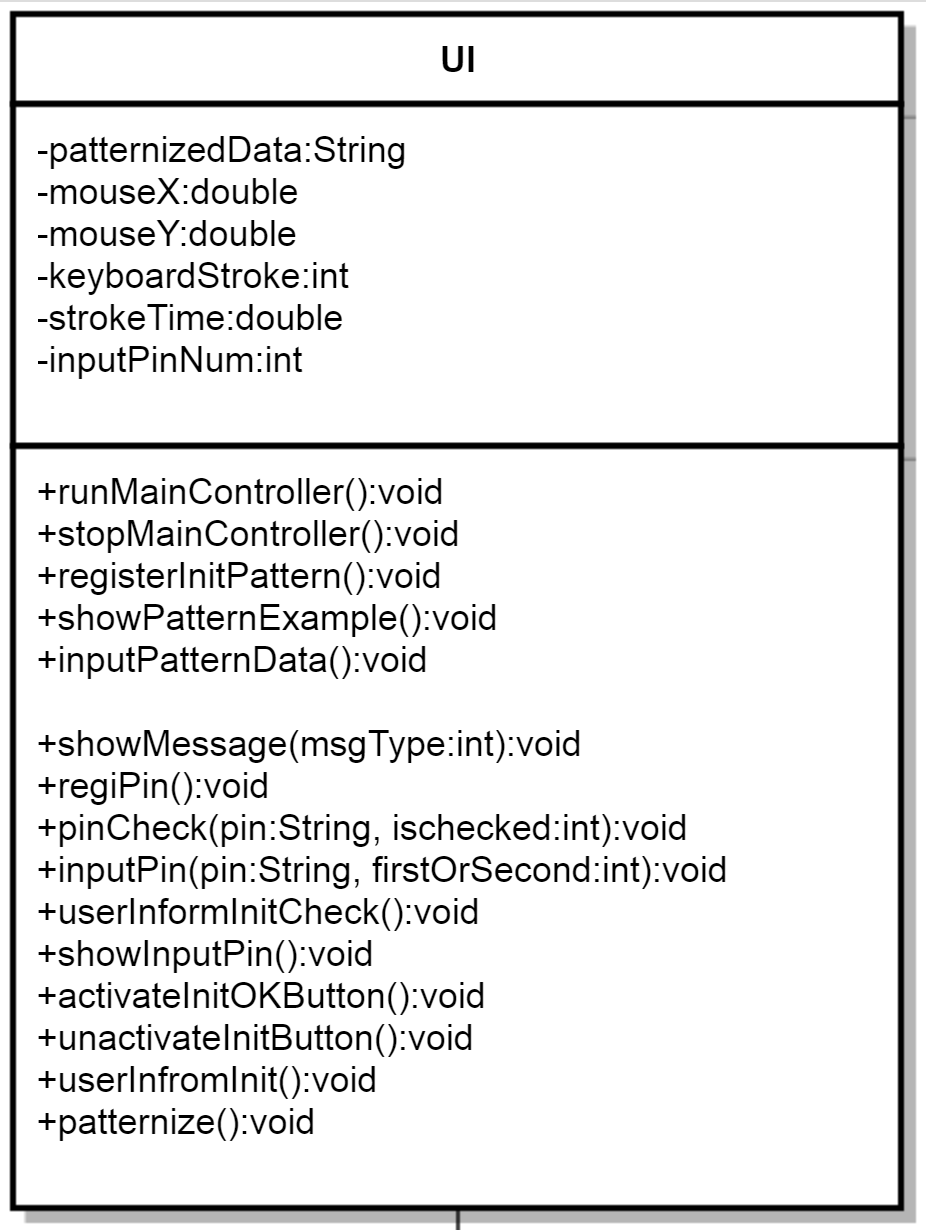 UI
-patternizedData:String
-mouseX:double
-mouseY:double
-keyboardStroke:int
-strokeTime:double
-inputPinNum:int
+runMainController():void
+stopMainController():void
+registerInitPattern():void
+showPatternExample():void
+inputPatternData():void
+showMessage(msgType:int):void
+regiPin():void
+pinCheck(pin:String, ischecked:int):void
+inputPin(pin:String, firstOrSecond:int):void
+userInformInitCheck():void
+showInputPin():void
+activateInitOKButton():void
+unactivateInitButton():void
+userInfromInit():void
+patternize():void